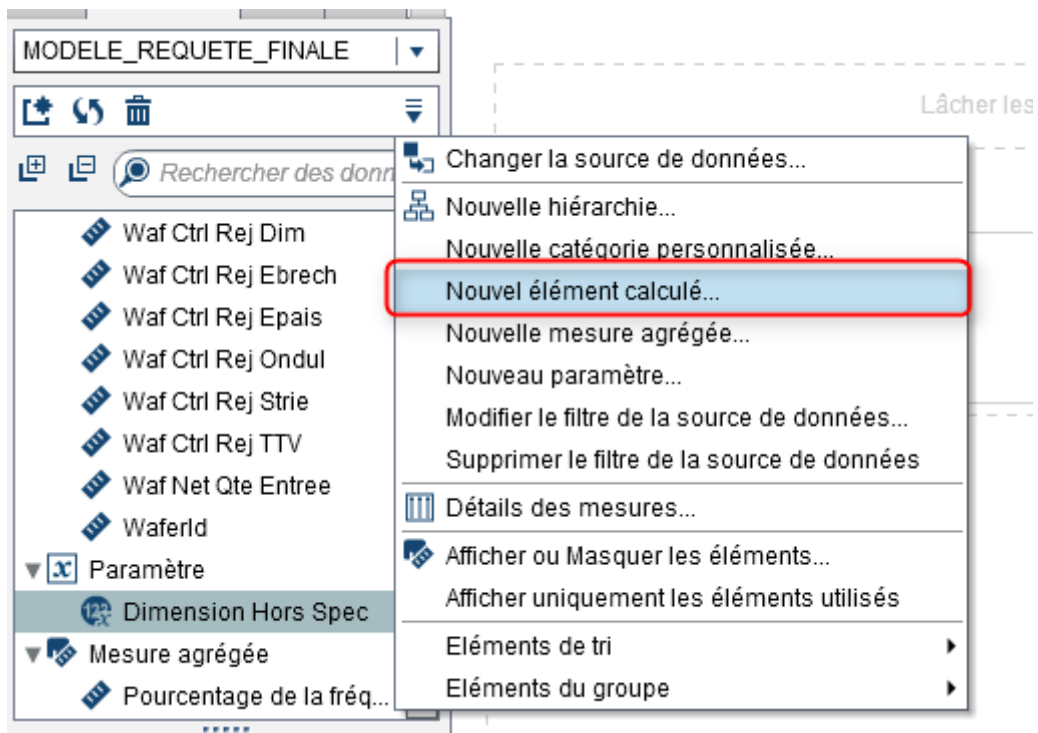 MODELE_REQUETE_FINALE
Lâcher les
Rechercher des donn
Waf Ctrl Rej Dim
Waf Ctrl Rej Ebrech
Waf Ctrl Rej Epais
Waf Ctrl Rej Ondul
Waf Ctrl Rej Strie
Waf Ctrl Rej TTV
Waf Net Qte Entree
WaferId
Paramètre
Dimension Hors Spec
Mesure agrégée
Pourcentage de la fréq...
Changer la source de données...
Nouvelle hiérarchie...
Nouvelle catégorie personnalisée...
Nouvel élément calculé...
Nouvelle mesure agrégée...
Nouveau paramètre...
Modifier le filtre de la source de données...
Supprimer le filtre de la source de données
Détails des mesures...
Afficher ou Masquer les éléments...
Afficher uniquement les éléments utilisés
Eléments de tri
Eléments du groupe